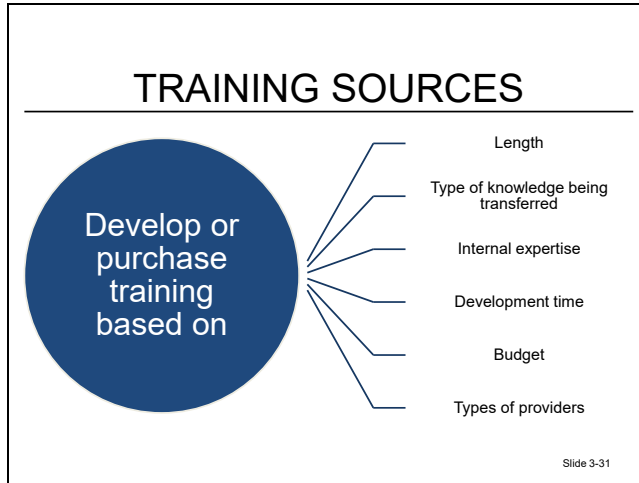 TRAINING SOURCES
Develop or
purchase
training
based on
Length
Type of knowledge being
transferred
Internal expertise
Development time
Budget
Types of providers
Slide 3-31